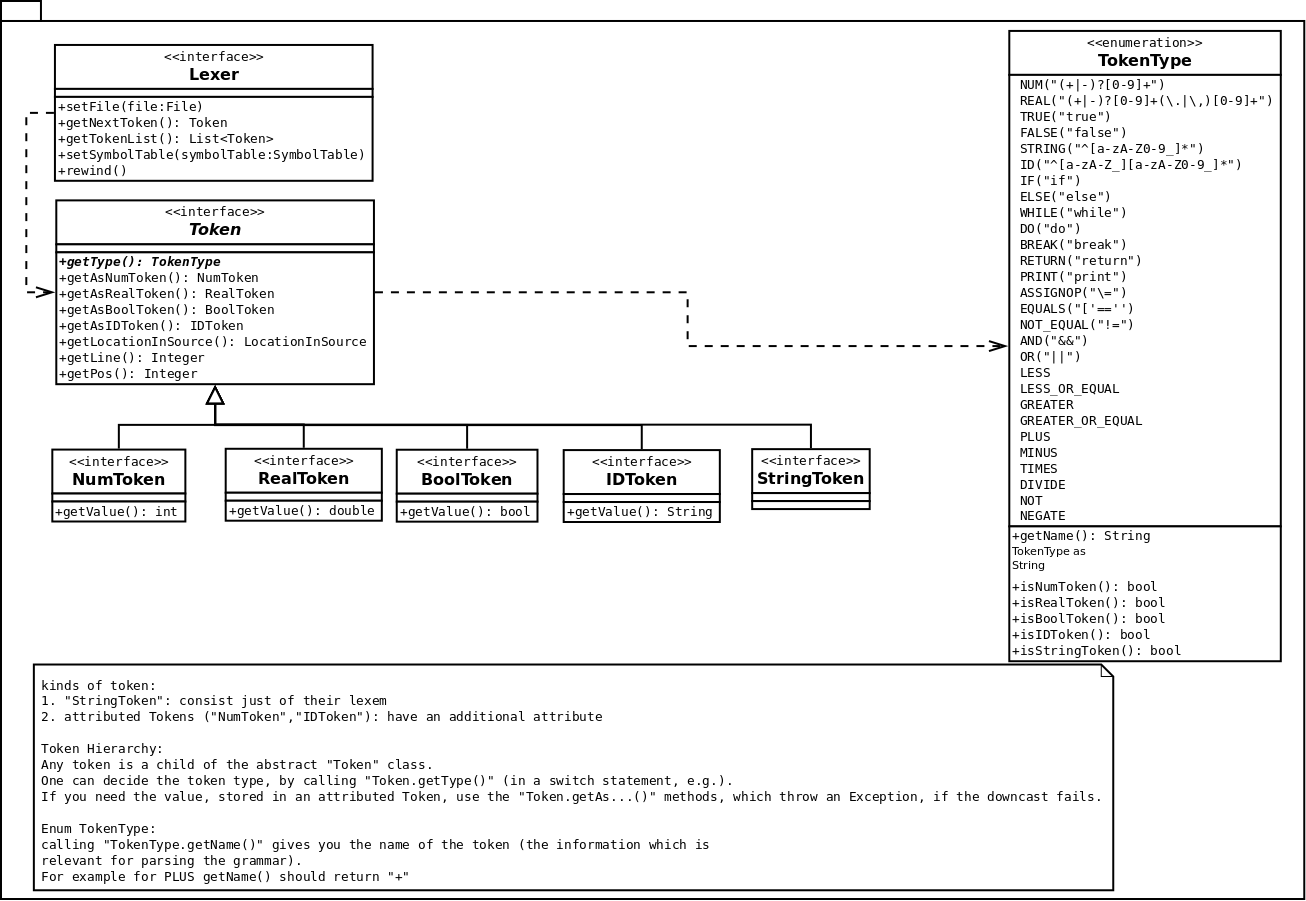 <<interface>>
Lexer
+setFile(file:File)
+getNextToken(): Token
+getTokenList(): List<Token>
+setSymbolTable(symbolTable:SymbolTable)
+rewind()
<<interface>>
Token
+getType(): TokenType
+getAsNumToken(): NumToken
+getAsRealToken(): RealToken
+getAsBoolToken(): BoolToken
+getAsIDToken(): IDToken
+getLocationInSource(): LocationInSource
+getLine(): Integer
+getPos(): Integer
<<interface>>
NumToken
+getValue(): int
<<interface>>
RealToken
+getValue(): double
<<interface>>
BoolToken
+getValue(): bool
<<interface>>
IDToken
+getValue(): String
<<interface>>
StringToken
<<enumeration>>
TokenType
NUM("(+|-)?[0-9]+")
REAL("(+|-)?[0-9]+(\.|\,)[0-9]+")
TRUE("true")
FALSE("false")
STRING("^[a-zA-Z0-9_]*")
ID("^[a-zA-Z_][a-zA-Z0-9_]*")
IF("if")
ELSE("else")
WHILE("while")
DO("do")
BREAK("break")
RETURN("return")
PRINT("print")
ASSIGNOP("\=")
EQUALS("['=='')
NOT_EQUAL("!=")
AND("&&")
OR("||")
LESS
LESS_OR_EQUAL
GREATER
GREATER_OR_EQUAL
PLUS
MINUS
TIMES
DIVIDE
NOT
NEGATE
+getName(): String
TokenType as
String
+isNumToken(): bool
+isRealToken(): bool
+isBoolToken(): bool
+isIDToken(): bool
+isStringToken(): bool
kinds of token:
1. "StringToken": consist just of their lexem
2. attributed Tokens ("NumToken","IDToken"): have an additional attribute
Token Hierarchy:
Any token is a child of the abstract "Token" class.
One can decide the token type, by calling "Token.getType()" (in a switch statement, e.g.).
If you need the value, stored in an attributed Token, use the "Token.getAs...()" methods, which throw an Exception, if the downcast fails.
Enum TokenType:
calling "TokenType.getName()" gives you the name of the token (the information which is
relevant for parsing the grammar).
For example for PLUS getName() should return "+"